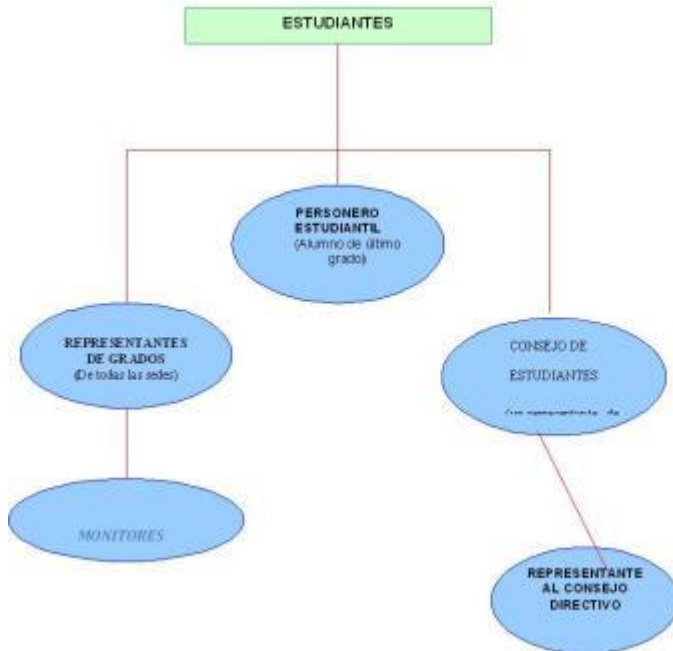 ESTUDIANTES
PERSONERO
ESTUDIANTIL
(Alumno de último
grado)
REPRESENTANTES
DE GRADOS
(De todas las sedes)
CONSEJO DE
ESTUDIANTES
MONITORES
REPRESENTANTE
AL CONSEJO
DIRECTIVO